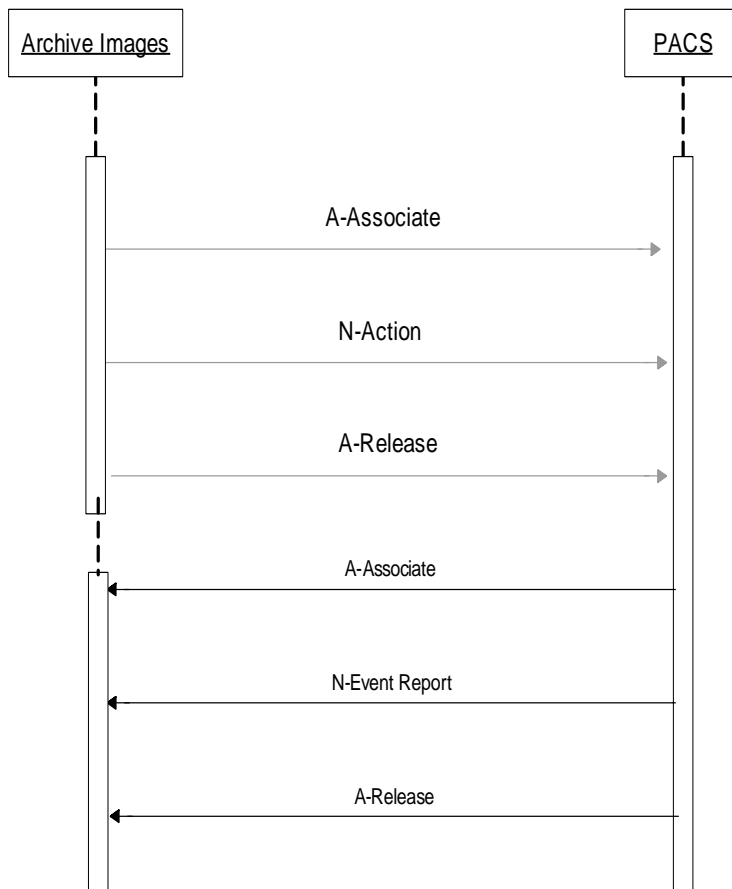 Archive Images
PACS
A-Associate
N-Action
A-Release
A-Associate
N-Event Report
A-Release